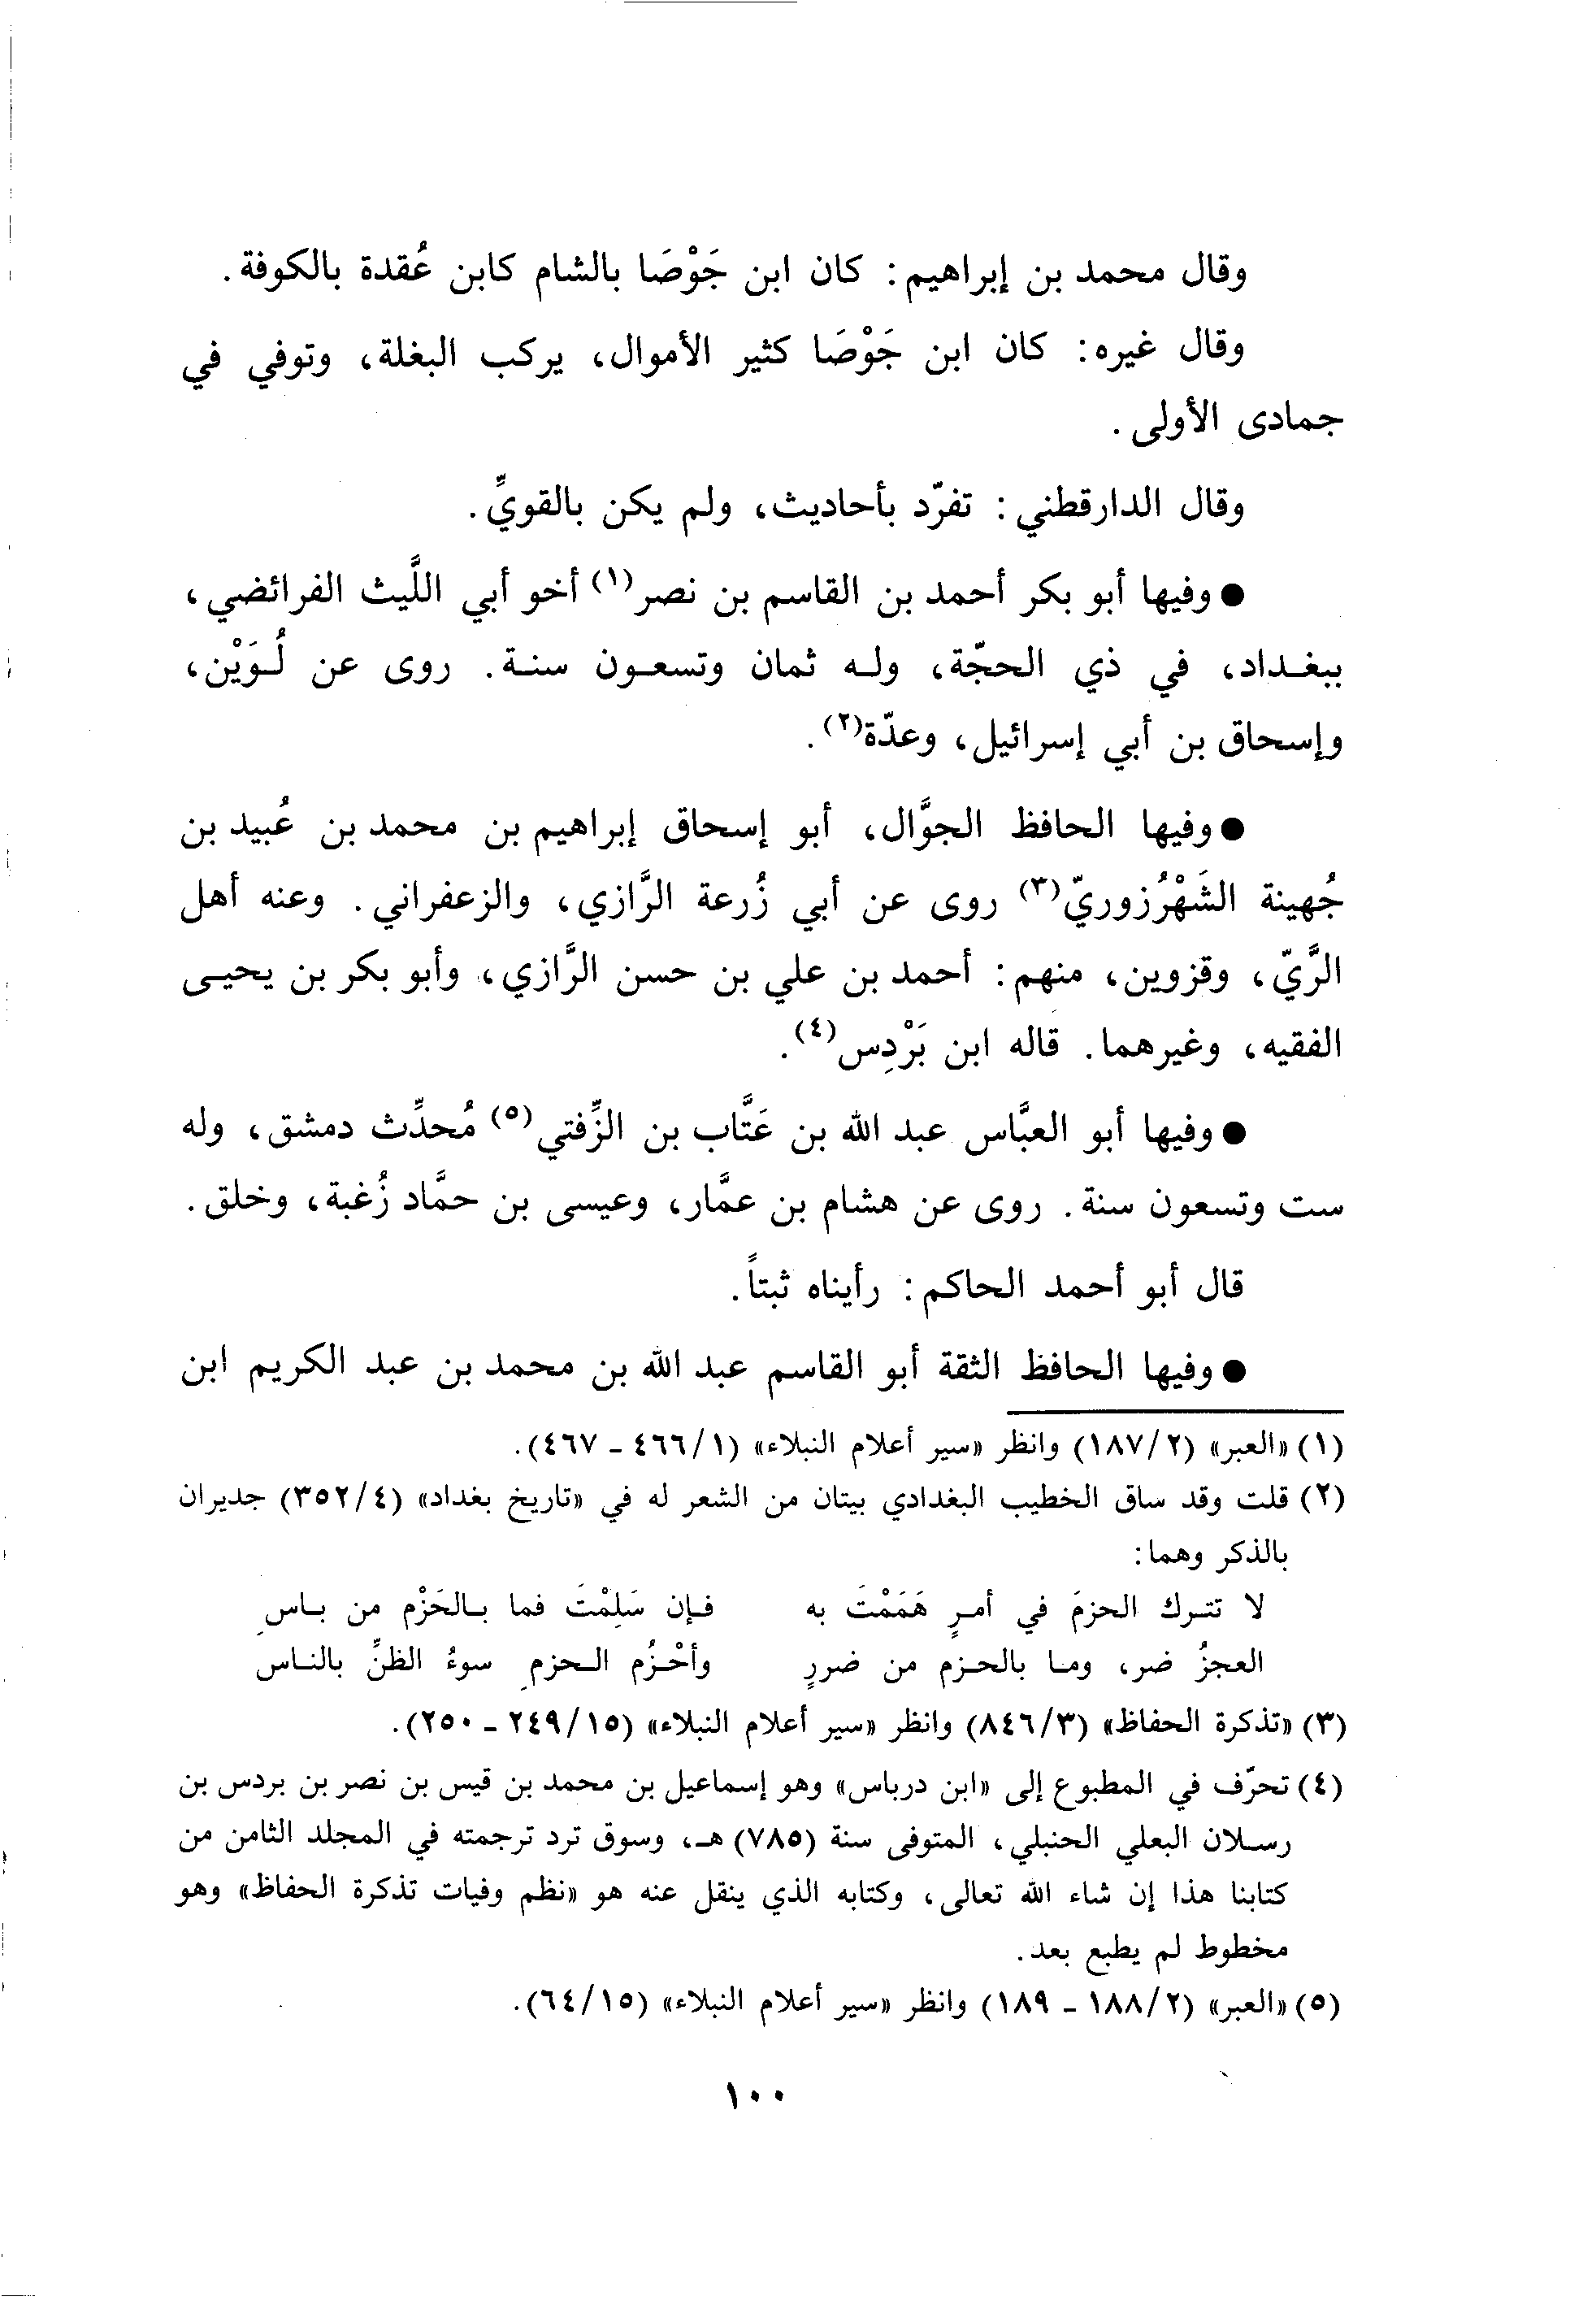 وقال محمد بن إبراهيم: كان ابن جَوْصَا بالشام كابن عُقدة بالكوفة.
وقال غيره: كان ابن جَوْصَا كثير الأموال، يركب البغلة، وتوفي في
جمادى الأولى.
وقال الدارقطني: تفرّد بأحاديث، ولم يكن بالقويِّ.
● وفيها أبو بكر أحمد بن القاسم بن نصر(١) أخو أبي اللَّيث الفرائضي،
ببغداد، في ذي الحجّة، وله ثمان وتسعون سنة. روى عن لُوَيْن،
وإسحاق بن أبي إسرائيل، وعدّة(٢).
● وفيها الحافظ الجوَّال، أبو إسحاق إبراهيم بن محمد بن عُبيد بن
جُهينة الشَهْرُزوريّ(٣) روى عن أبي زُرعة الرَّازي، والزعفراني. وعنه أهل
الرَّيّ، وقزوين، منهم: أحمد بن علي بن حسن الرَّازي، وأبو بكر بن يحيى
الفقيه، وغيرهما. قاله ابن بَرْدِس(٤).
● وفيها أبو العبَّاس عبد الله بن عَتَّاب بن الزِّفتي(٥) مُحدِّث دمشق، وله
ست وتسعون سنة. روى عن هشام بن عمَّار، وعيسى بن حمَّاد زُغبة، وخلق.
قال أبو أحمد الحاكم: رأيناه ثبتاً.
● وفيها الحافظ الثقة أبو القاسم عبد الله بن محمد بن عبد الكريم ابن
(١) «العبر» (١٨٧/٢) وانظر «سير أعلام النبلاء» (٤٦٦/١ - ٤٦٧).
(٢) قلت وقد ساق الخطيب البغدادي بيتان من الشعر له في «تاريخ بغداد» (٣٥٢/٤) جديران
بالذكر وهما:
لا تترك الحزمَ في أمرٍ هَمَمْتَ به فإن سَلِمْتَ فما بالحَزْم من باسِ
العجزُ ضر، وما بالحزم من ضررٍ وأحْزُم الحزمِ سوءُ الظنِّ بالناس
(٣) «تذكرة الحفاظ» (٨٤٦/٣) وانظر «سير أعلام النبلاء» (٢٤٩/١٥ - ٢٥٠).
(٤) تحرّف في المطبوع إلى «ابن درباس» وهو إسماعيل بن محمد بن قيس بن نصر بن بردس بن
رسلان البعلي الحنبلي، المتوفى سنة (٧٨٥) هـ، وسوق ترد ترجمته في المجلد الثامن من
كتابنا هذا إن شاء الله تعالى، وكتابه الذي ينقل عنه هو «نظم وفيات تذكرة الحفاظ» وهو
مخطوط لم يطبع بعد.
(٥) «العبر» (١٨٨/٢ - ١٨٩) وانظر «سير أعلام النبلاء» (٦٤/١٥).
١٠٠